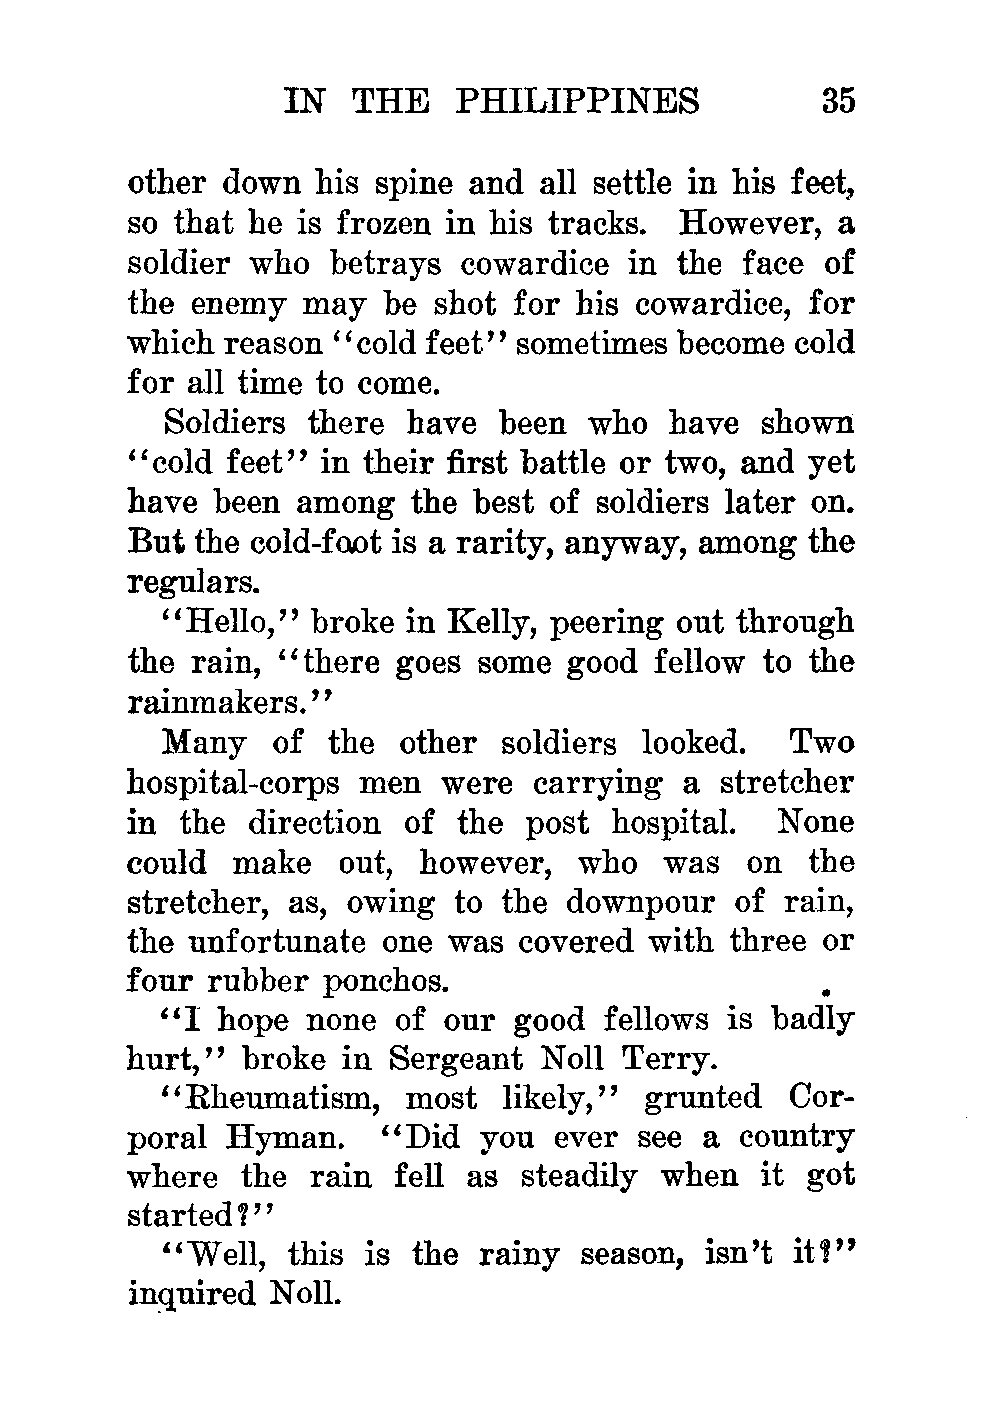 IN THE PHILIPPINES 35
other down his spine and all settle in his feet,
so that he is frozen in his tracks. However, a
soldier who betrays cowardice in the face of
the enemy may be shot for his cowardice, for
which reason "cold feet" sometimes become cold
for all time to come.
Soldiers there have been who have shown
"cold feet" in their first battle or two, and yet
have been among the best of soldiers later on.
But the cold-foot is a rarity, anyway, among the
regulars.
"Hello," broke in Kelly, peering out through
the rain, "there goes some good fellow to the
rainmakers."
Many of the other soldiers looked. Two
hospital-corps men were carrying a stretcher
in the direction of the post hospital. None
could make out, however, who was on the
stretcher, as, owing to the downpour of rain,
the unfortunate one was covered with three or
four rubber ponchos.
"I hope none of our good fellows is badly
hurt," broke in Sergeant Noll Terry.
"Rheumatism, most likely," grunted Cor-
poral Hyman. "Did you ever see a country
where the rain fell as steadily when it got
started?"
"Well, this is the rainy season, isn't it?"
inquired Noll.